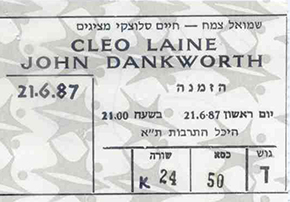 שמואל צמח — חיים סלוצקי מציגים
CLEO LAINE
JOHN DANKWORTH
הזמנה
21.6.87
יום ראשון 21.6.87 בשעה 21.00
היכל התרבות ת״א
גוש כסא שורה
50 24 א